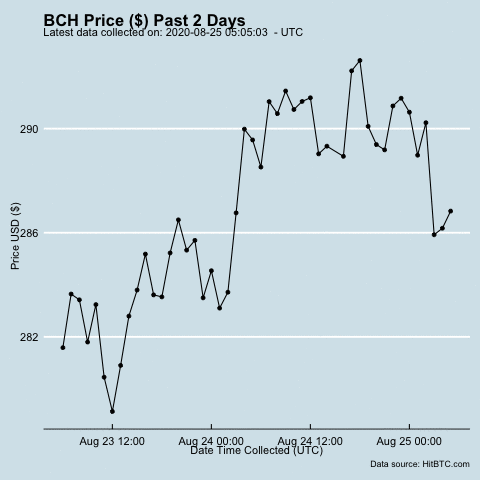 BCH Price ($) Past 2 Days
Latest data collected on: 2020-08-25 05:05:03  - UTC
290
286
282
Price USD ($)
Aug 23 12:00
Aug 24 00:00
Aug 24 12:00
Aug 25 00:00
Date Time Collected (UTC)
Data source: HitBTC.com